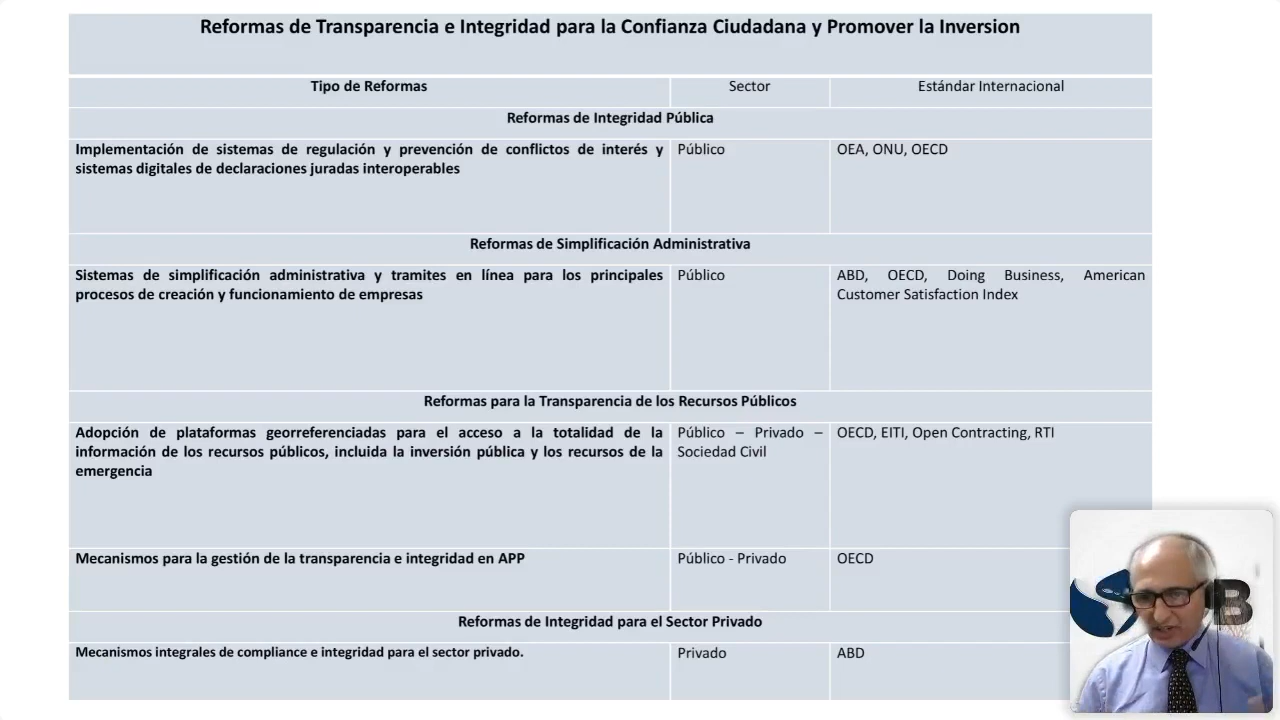 Reformas de Transparencia e Integridad para la Confianza Ciudadana y Promover la Inversion
Tipo de Reformas
Sector
Estándar Internacional
Reformas de Integridad Pública
Implementación de sistemas de regulación y prevención de conflictos de interés y
sistemas digitales de declaraciones juradas interoperables
Público
OEA, ONU, OECD
Reformas de Simplificación Administrativa
Sistemas de simplificación administrativa y tramites en línea para los principales
procesos de creación y funcionamiento de empresas
Público
ABD, OECD, Doing Business, American
Customer Satisfaction Index
Reformas para la Transparencia de los Recursos Públicos
Adopción de plataformas georreferenciadas para el acceso a la totalidad de la
información de los recursos públicos, incluida la inversión pública y los recursos de la
emergencia
Público – Privado –
Sociedad Civil
OECD, EITI, Open Contracting, RTI
Mecanismos para la gestión de la transparencia e integridad en APP
Público - Privado
OECD
Reformas de Integridad para el Sector Privado
Mecanismos integrales de compliance e integridad para el sector privado.
Privado
ABD
B